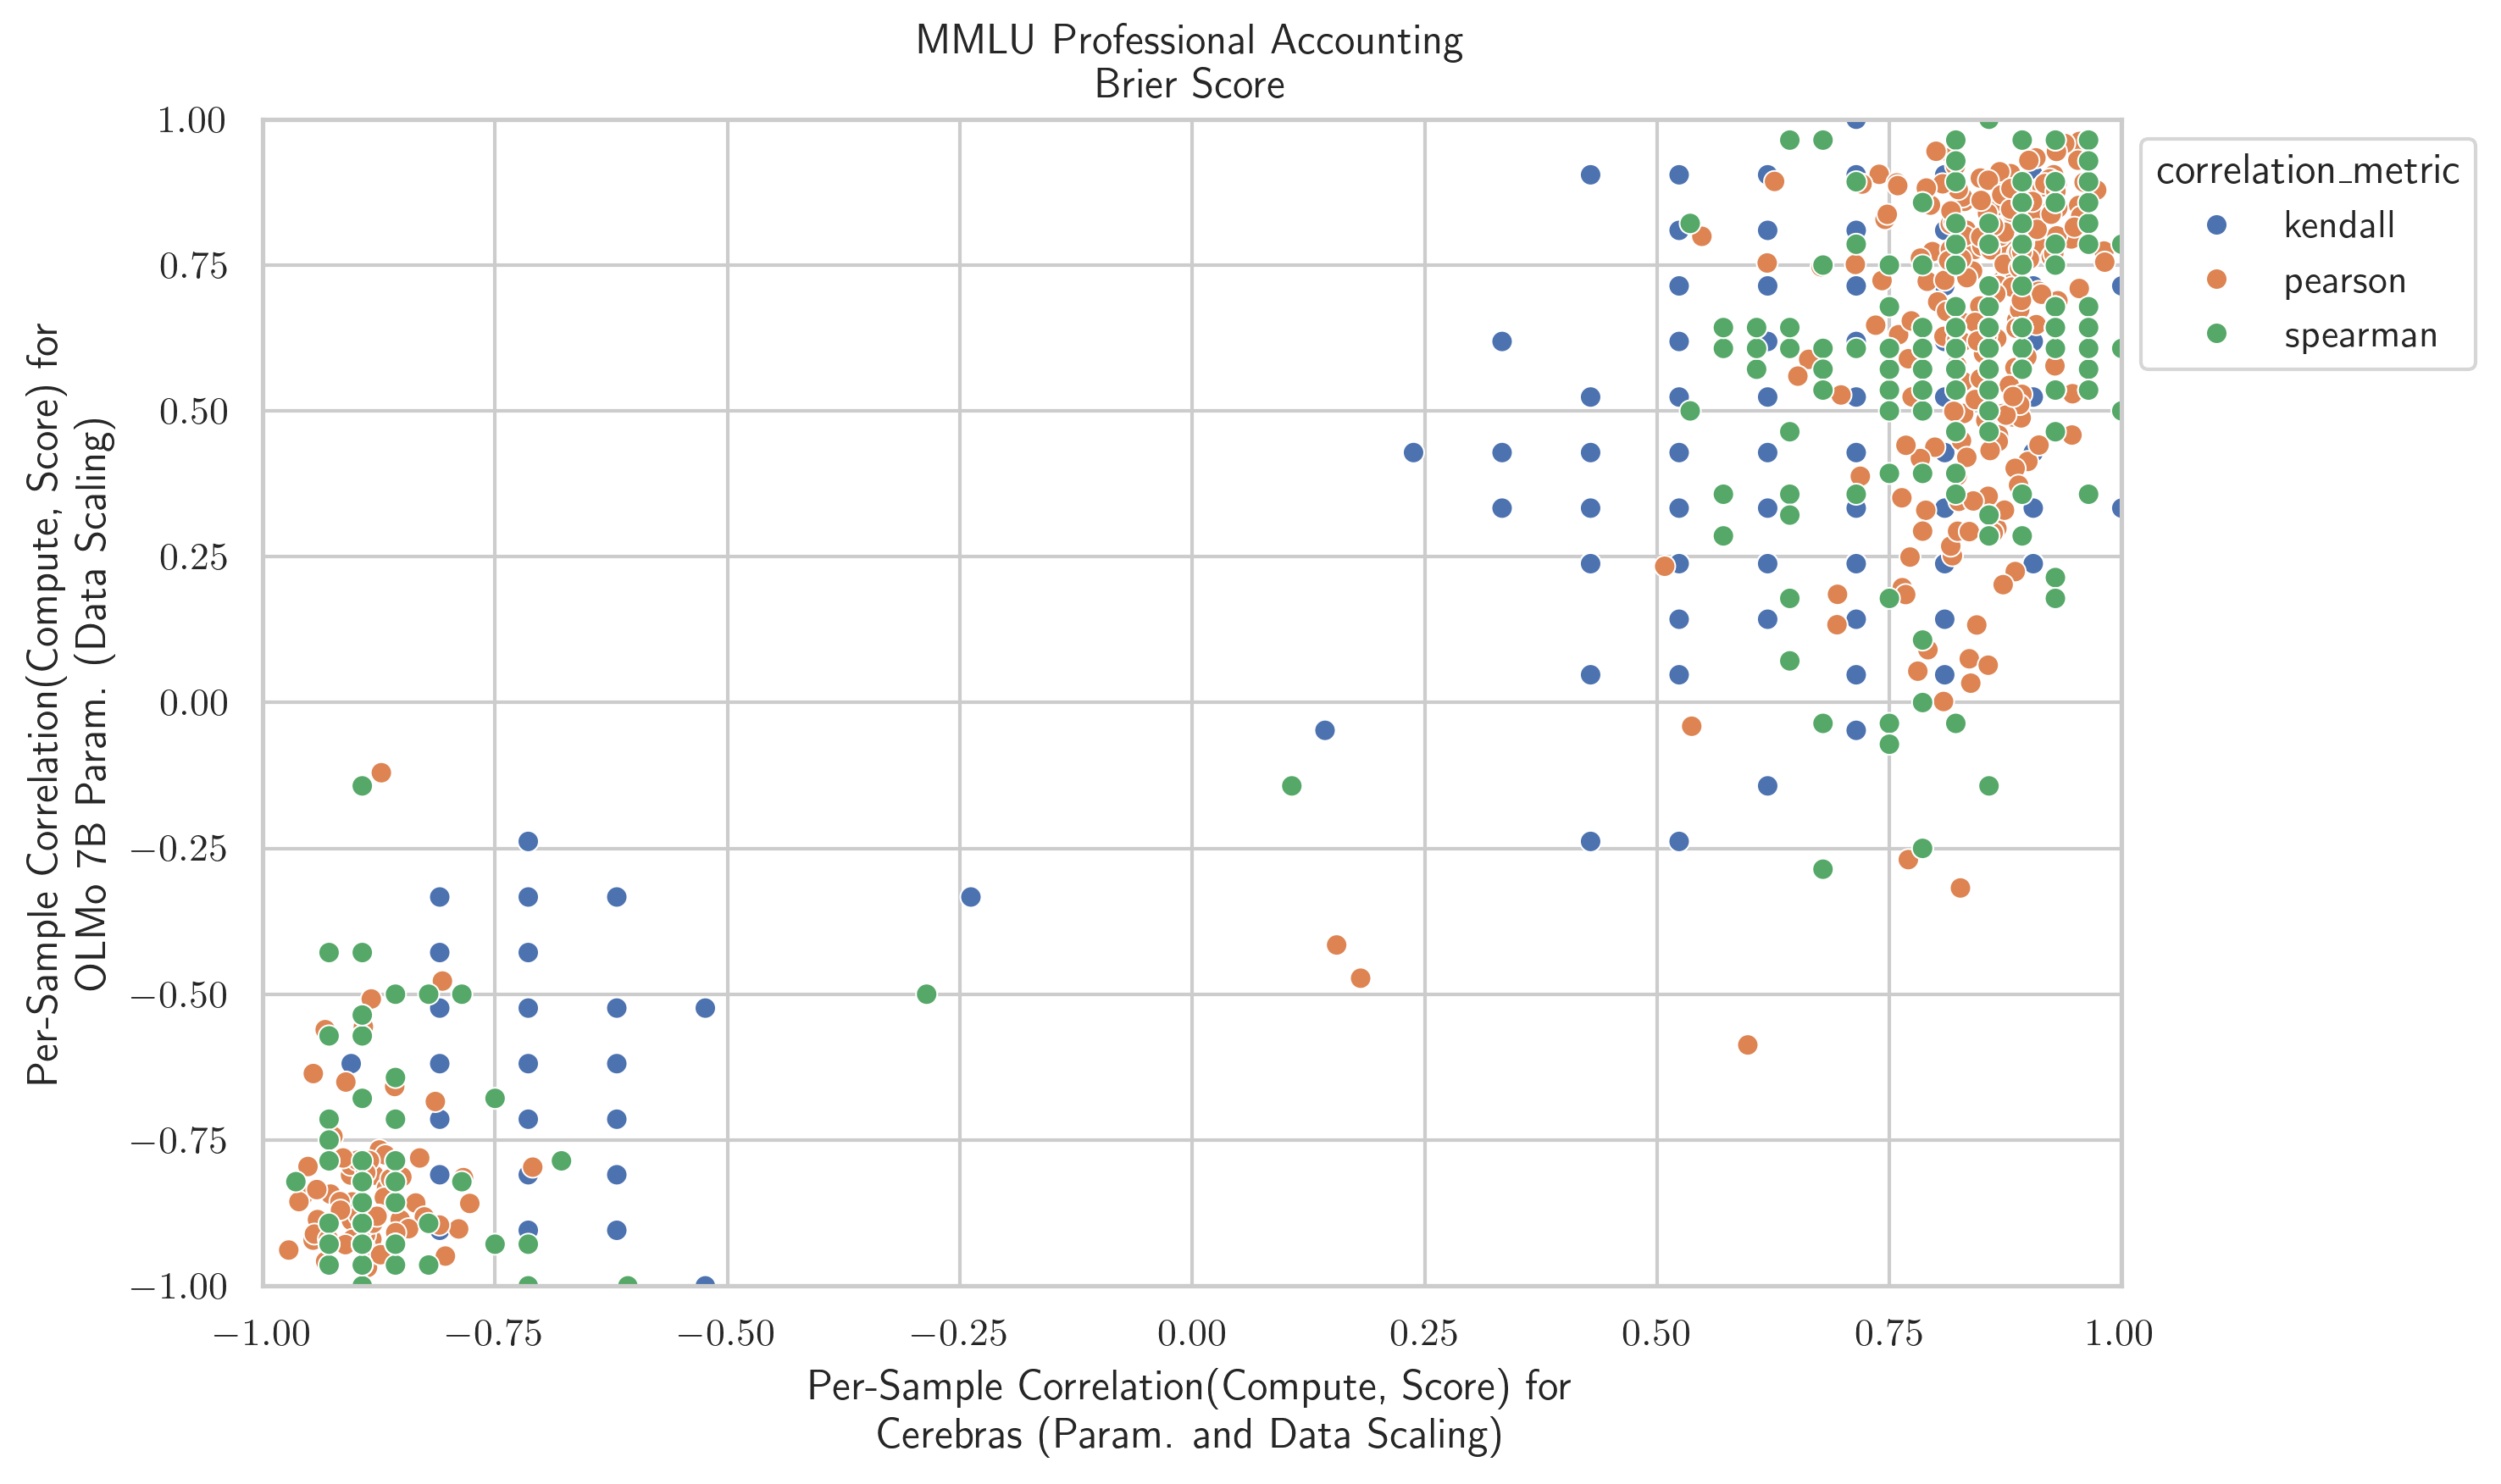 MMLU Professional Accounting
Brier Score
Per-Sample Correlation(Compute, Score) for
OLMo 7B Param. (Data Scaling)
1.00
0.75
0.50
0.25
0.00
−0.25
−0.50
−0.75
−1.00
−1.00
−0.75
−0.50
−0.25
0.00
0.25
0.50
0.75
1.00
Per-Sample Correlation(Compute, Score) for
Cerebras (Param. and Data Scaling)
correlation_metric
kendall
pearson
spearman